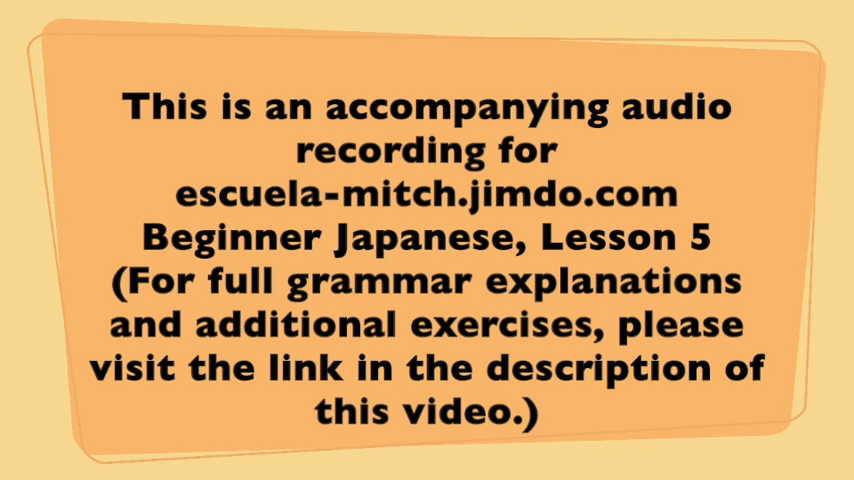 This is an accompanying audio
recording for
escuela-mitch.jimdo.com
Beginner Japanese, Lesson 5
(For full grammar explanations
and additional exercises, please
visit the link in the description of
this video.)